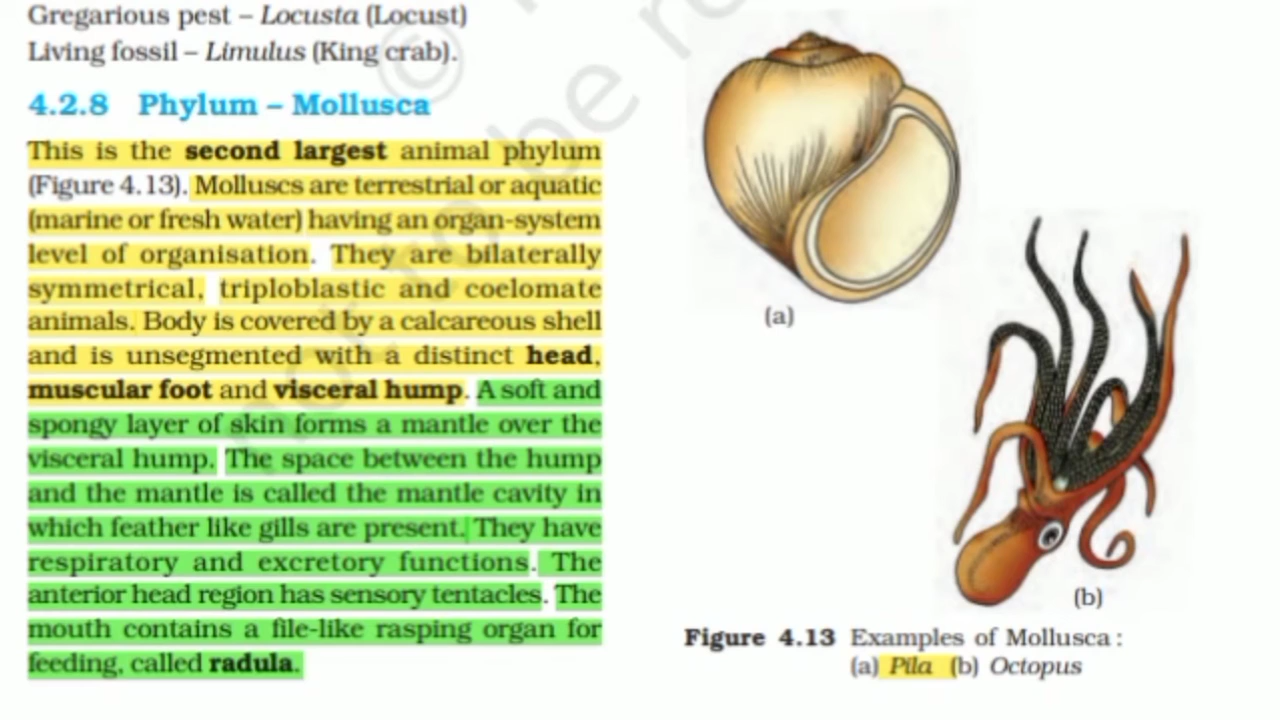 Gregarious pest – Locusta (Locust)
Living fossil – Limulus (King crab).
4.2.8 Phylum – Mollusca
This is the second largest animal phylum
(Figure 4.13). Molluscs are terrestrial or aquatic
(marine or fresh water) having an organ-system
level of organisation. They are bilaterally
symmetrical, triploblastic and coelomate
animals. Body is covered by a calcareous shell
and is unsegmented with a distinct head,
muscular foot and visceral hump. A soft and
spongy layer of skin forms a mantle over the
visceral hump. The space between the hump
and the mantle is called the mantle cavity in
which feather like gills are present. They have
respiratory and excretory functions. The
anterior head region has sensory tentacles. The
mouth contains a file-like rasping organ for
feeding, called radula.
(a)
(b)
Figure 4.13 Examples of Mollusca :
(a) Pila (b) Octopus
©
not to be re